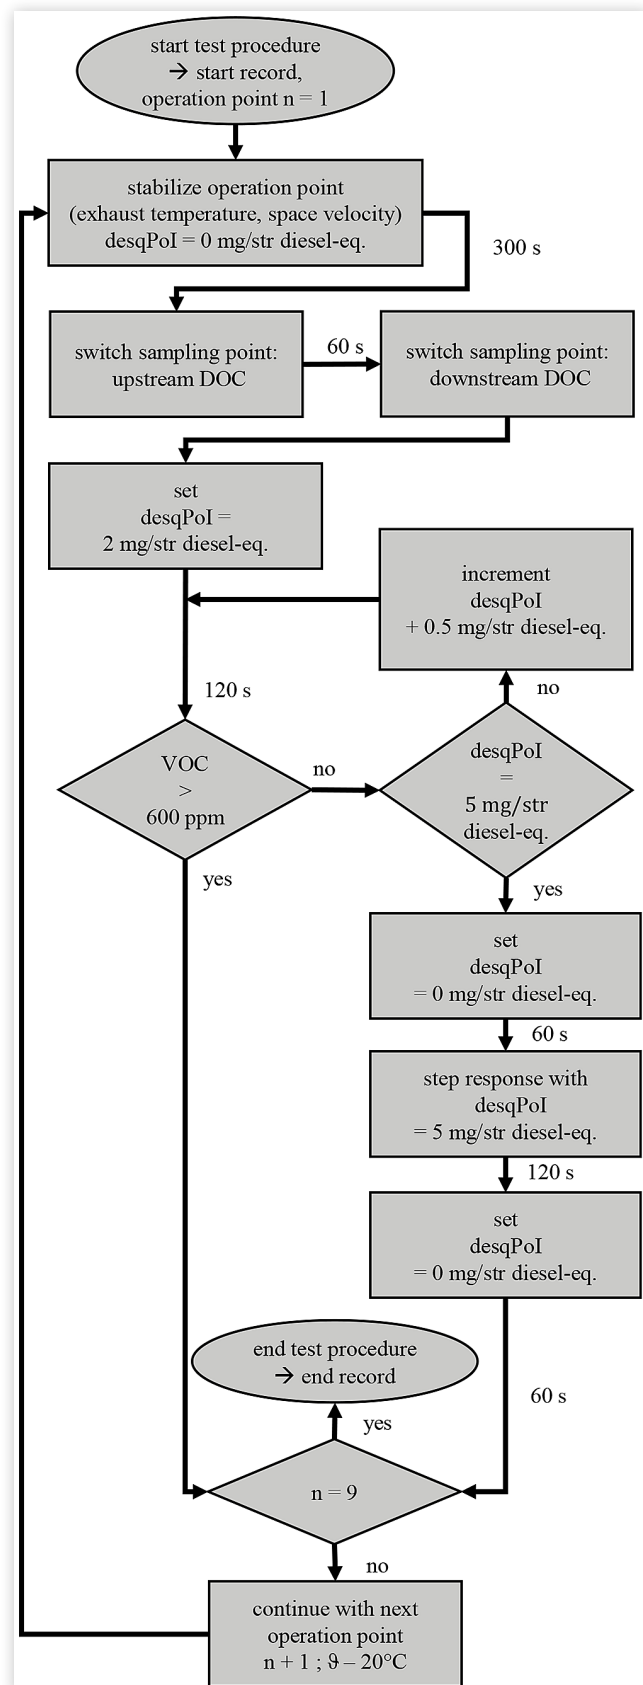 start test procedure
→ start record,
operation point n = 1
stabilize operation point
(exhaust temperature, space velocity)
desqPoI = 0 mg/str diesel-eq.
300 s
switch sampling point:
upstream DOC
60 s
switch sampling point:
downstream DOC
set
desqPoI =
2 mg/str diesel-eq.
increment
desqPoI
+ 0.5 mg/str diesel-eq.
120 s
no
VOC
>
600 ppm
no
desqPoI
=
5 mg/str
diesel-eq.
yes
yes
set
desqPoI
= 0 mg/str diesel-eq.
60 s
step response with
desqPoI
= 5 mg/str diesel-eq.
120 s
set
desqPoI
= 0 mg/str diesel-eq.
end test procedure
→ end record
60 s
yes
n = 9
no
continue with next
operation point
n + 1 ; ϑ – 20°C